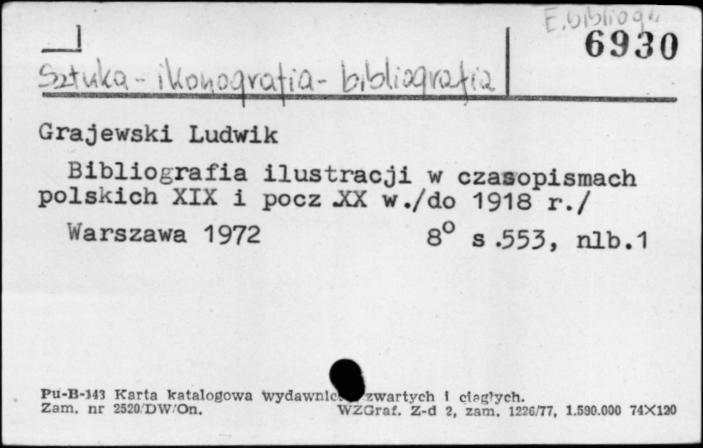 E. bibliogr
6930
Sztuka - ikonografia - bibliografia
Grajewski Ludwik
Bibliografia ilustracji w czasopismach
polskich XIX i pocz .XX w./do 1918 r./
Warszawa 1972 8° s .553, nlb.1
Pu-B-143 Karta katalogowa zwartych i ciągłych.
Zam. nr 2520/DW/On. WZGraf. Z-d 2, zam. 1226/77, 1.590.000 74X120